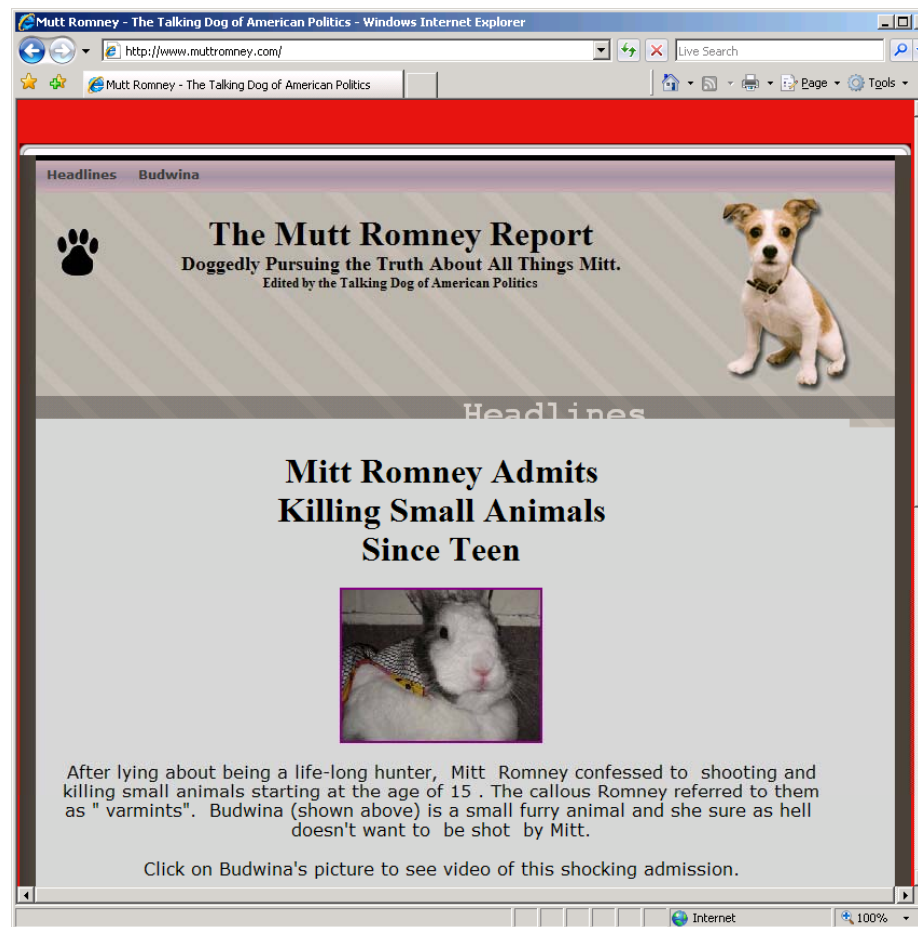 Mutt Romney - The Talking Dog of American Politics - Windows Internet Explorer
http://www.muttromney.com/
Live Search
Mutt Romney - The Talking Dog of American Politics
Page
Tools
Headlines Budwina
The Mutt Romney Report
Doggedly Pursuing the Truth About All Things Mitt.
Edited by the Talking Dog of American Politics
Headlines
Mitt Romney Admits
Killing Small Animals
Since Teen
After lying about being a life-long hunter,  Mitt  Romney confessed to  shooting and
killing small animals starting at the age of 15 . The callous Romney referred to them
as " varmints".  Budwina (shown above) is a small furry animal and she sure as hell
doesn't want to  be shot  by Mitt.
Click on Budwina's picture to see video of this shocking admission.
Internet
100%